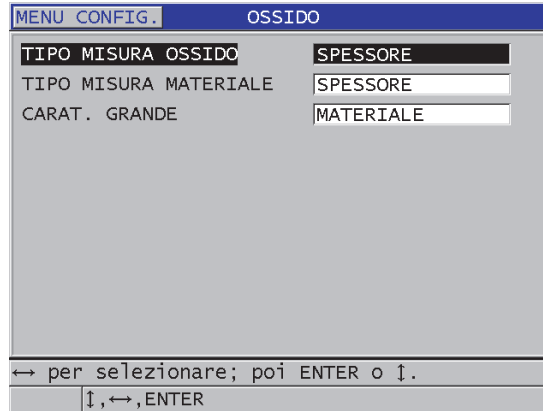 MENU CONFIG. OSSIDO
TIPO MISURA OSSIDO SPESSORE
TIPO MISURA MATERIALE SPESSORE
CARAT. GRANDE MATERIALE
↔ per selezionare; poi ENTER o ↕.
↕,↔,ENTER